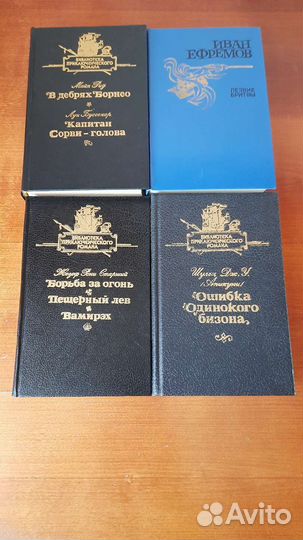 БИБЛИОТЕКА
ПРИКЛЮЧЕНЧЕСКОГО
РОМАНА
Майн Рид
В дебрях Борнео
Луи Буссенар
Капитан
Сорви-голова
ИВАН
ЕФРЕМОВ
ЛЕЗВИЕ
БРИТВЫ
БИБЛИОТЕКА
ПРИКЛЮЧЕНЧЕСКОГО
РОМАНА
Жозеф Рони Старший
Борьба за огонь
Пещерный лев
Вамирэх
БИБЛИОТЕКА
ПРИКЛЮЧЕНЧЕСКОГО
РОМАНА
Шульц Дж. У.
/Апикуни/
Ошибка
Одинокого
бизона
Avito